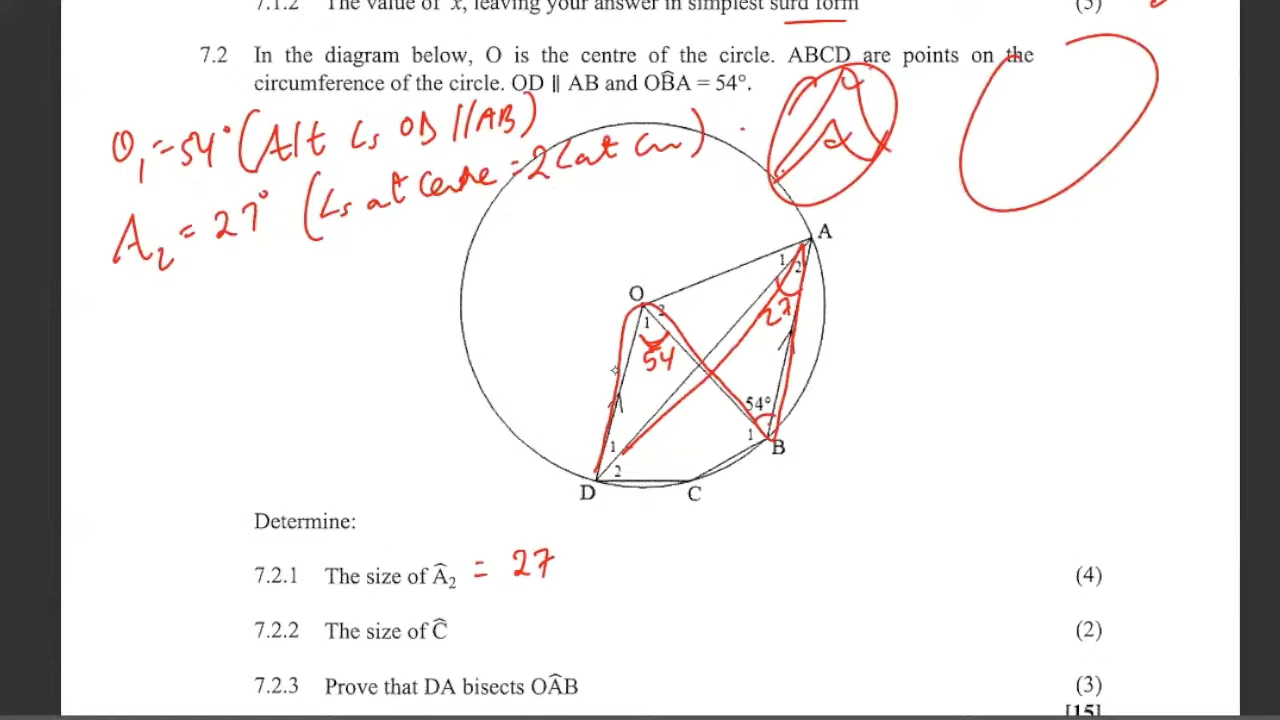 7.1.2 The value of x, leaving your answer in simplest surd form (5)
7.2 In the diagram below, O is the centre of the circle. ABCD are points on the
circumference of the circle. OD || AB and OB̂A = 54°.
O₁ = 54° (Alt ∠s OD // AB)
A₂ = 27° (∠s at centre = 2∠ at
A
1 2
O
2
1
27
54
54°
1
B
1
2
D
C
Determine:
7.2.1 The size of Â₂ = 27 (4)
7.2.2 The size of Ĉ (2)
7.2.3 Prove that DA bisects OÂB (3)
[15]